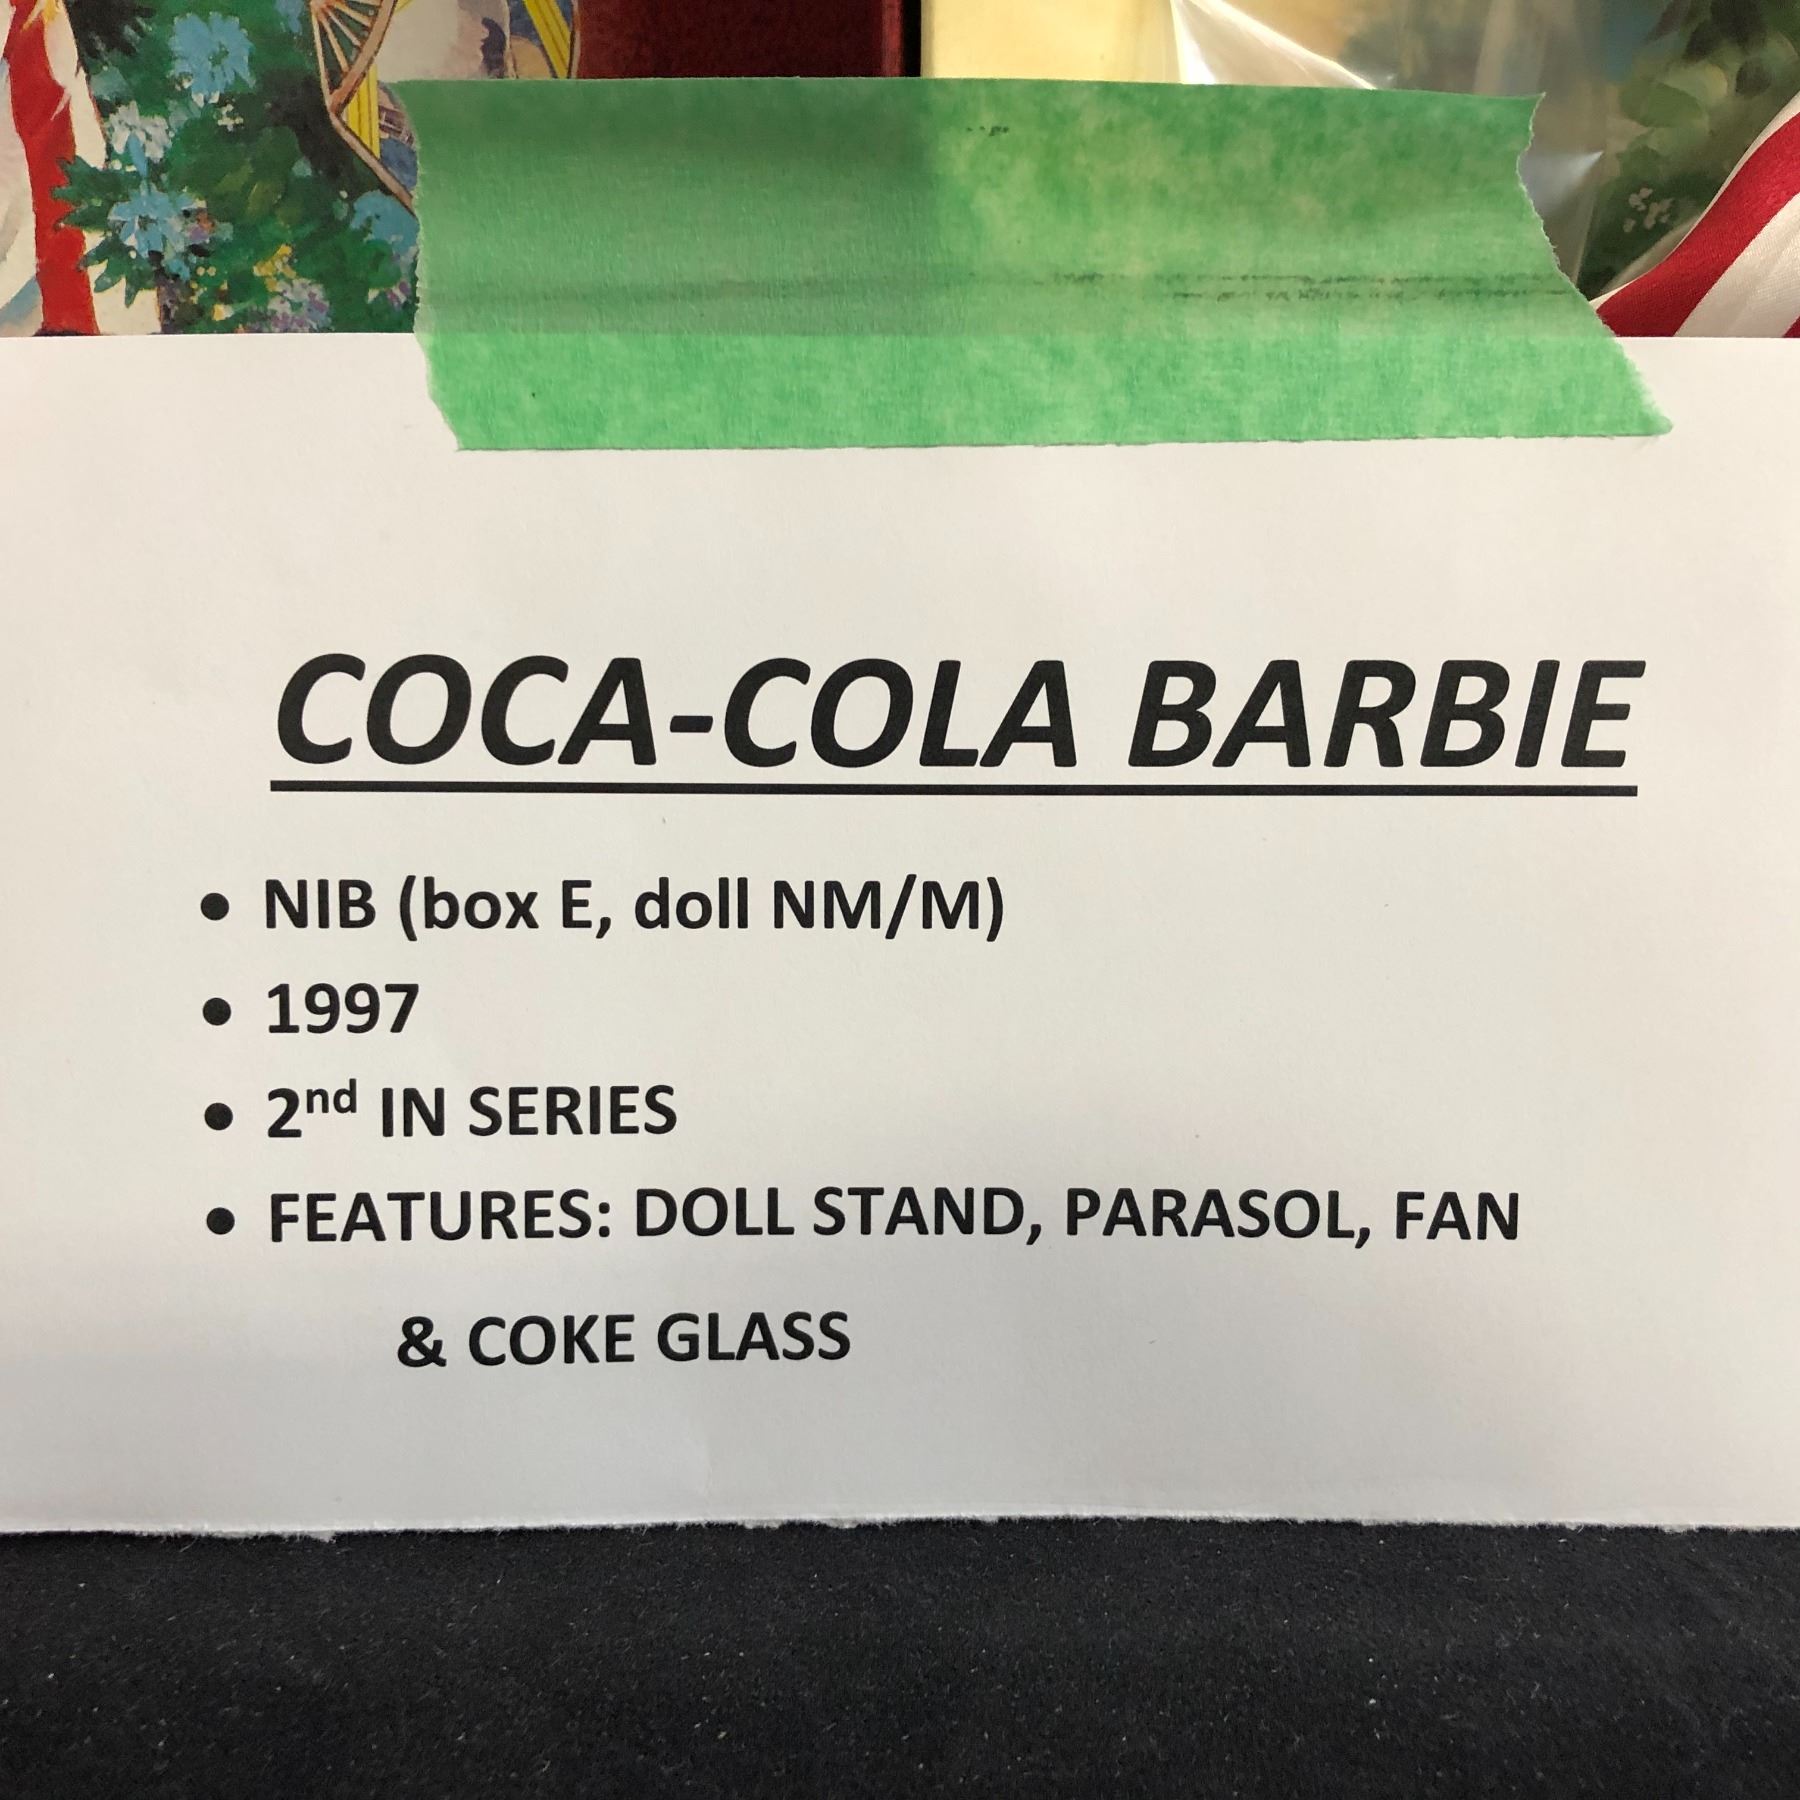 COCA-COLA BARBIE
• NIB (box E, doll NM/M)
• 1997
• 2nd IN SERIES
• FEATURES: DOLL STAND, PARASOL, FAN
& COKE GLASS